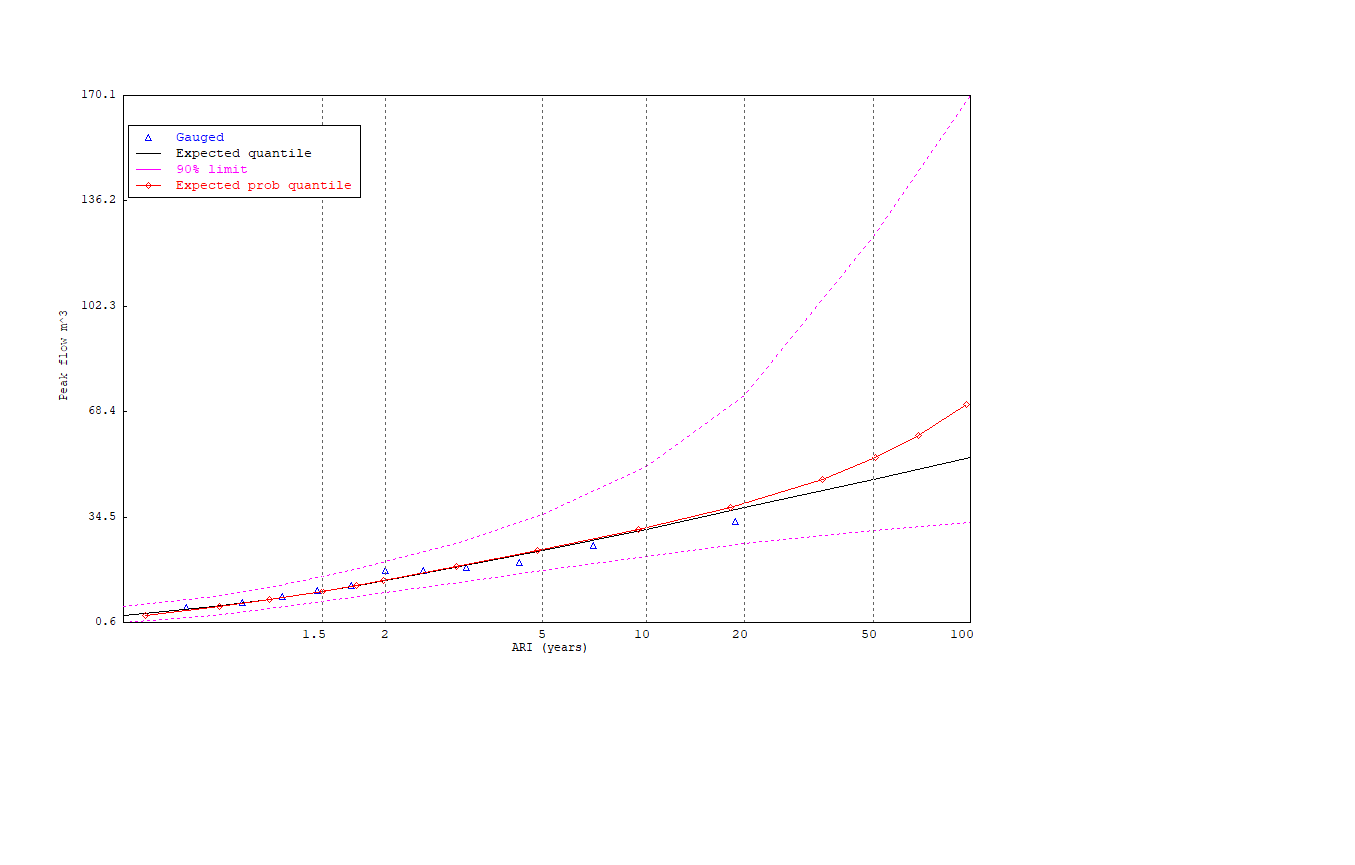 170.1
Gauged
Expected quantile
90% limit
Expected prob quantile
136.2
102.3
Peak flow m^3
68.4
34.5
0.6
1.5 2 5 10 20 50 100
ARI (years)